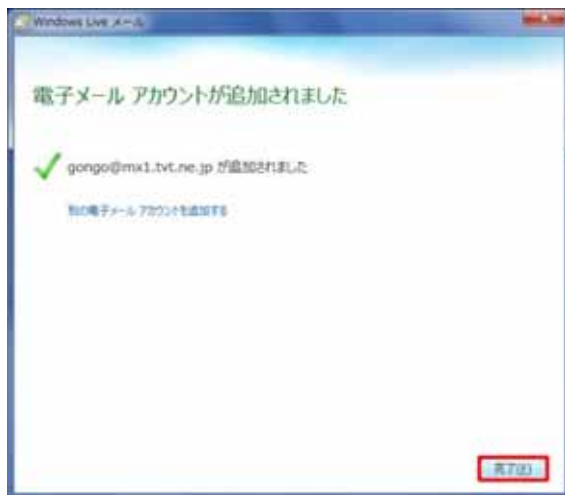 Windows Live メール
電子メール アカウントが追加されました
gongo@mx1.tvt.ne.jp が追加されました
別の電子メール アカウントを追加する
完了(F)